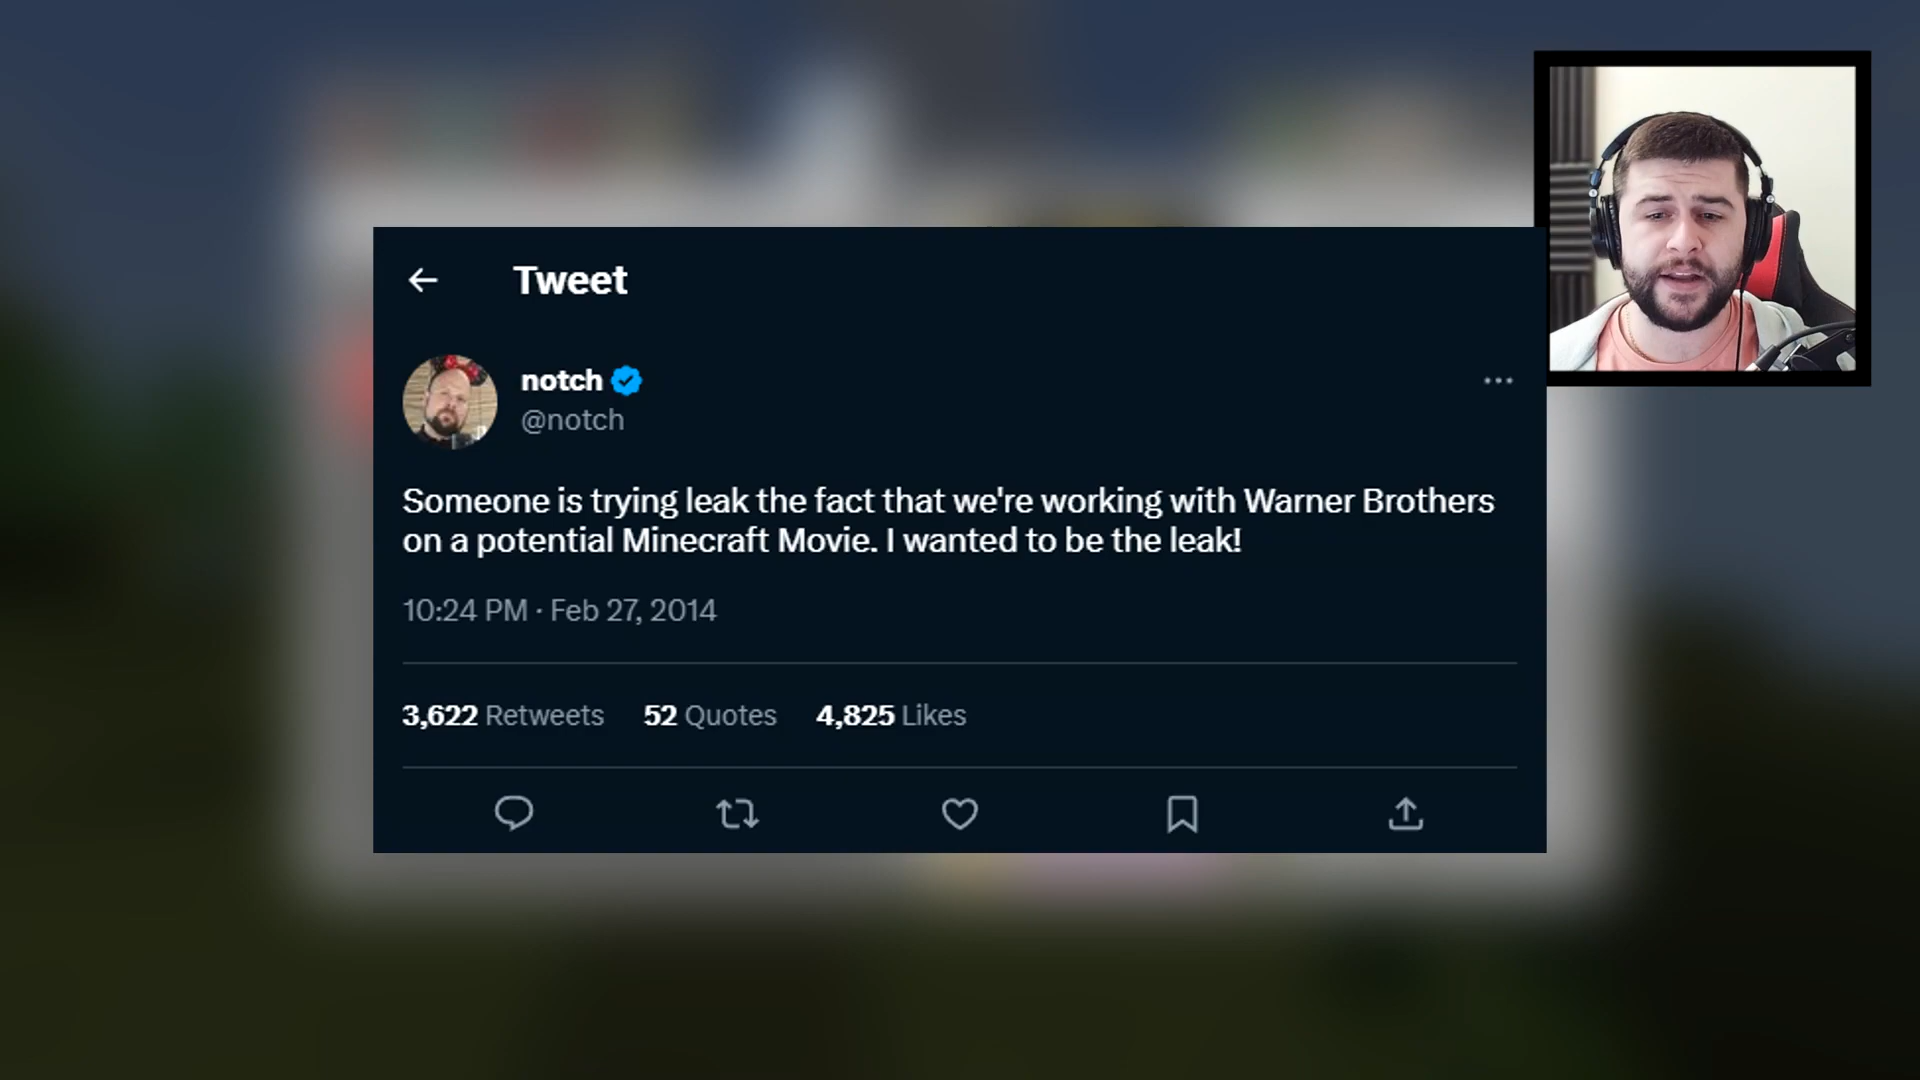 Tweet
notch
@notch
Someone is trying leak the fact that we're working with Warner Brothers
on a potential Minecraft Movie. I wanted to be the leak!
10:24 PM · Feb 27, 2014
3,622 Retweets 52 Quotes 4,825 Likes